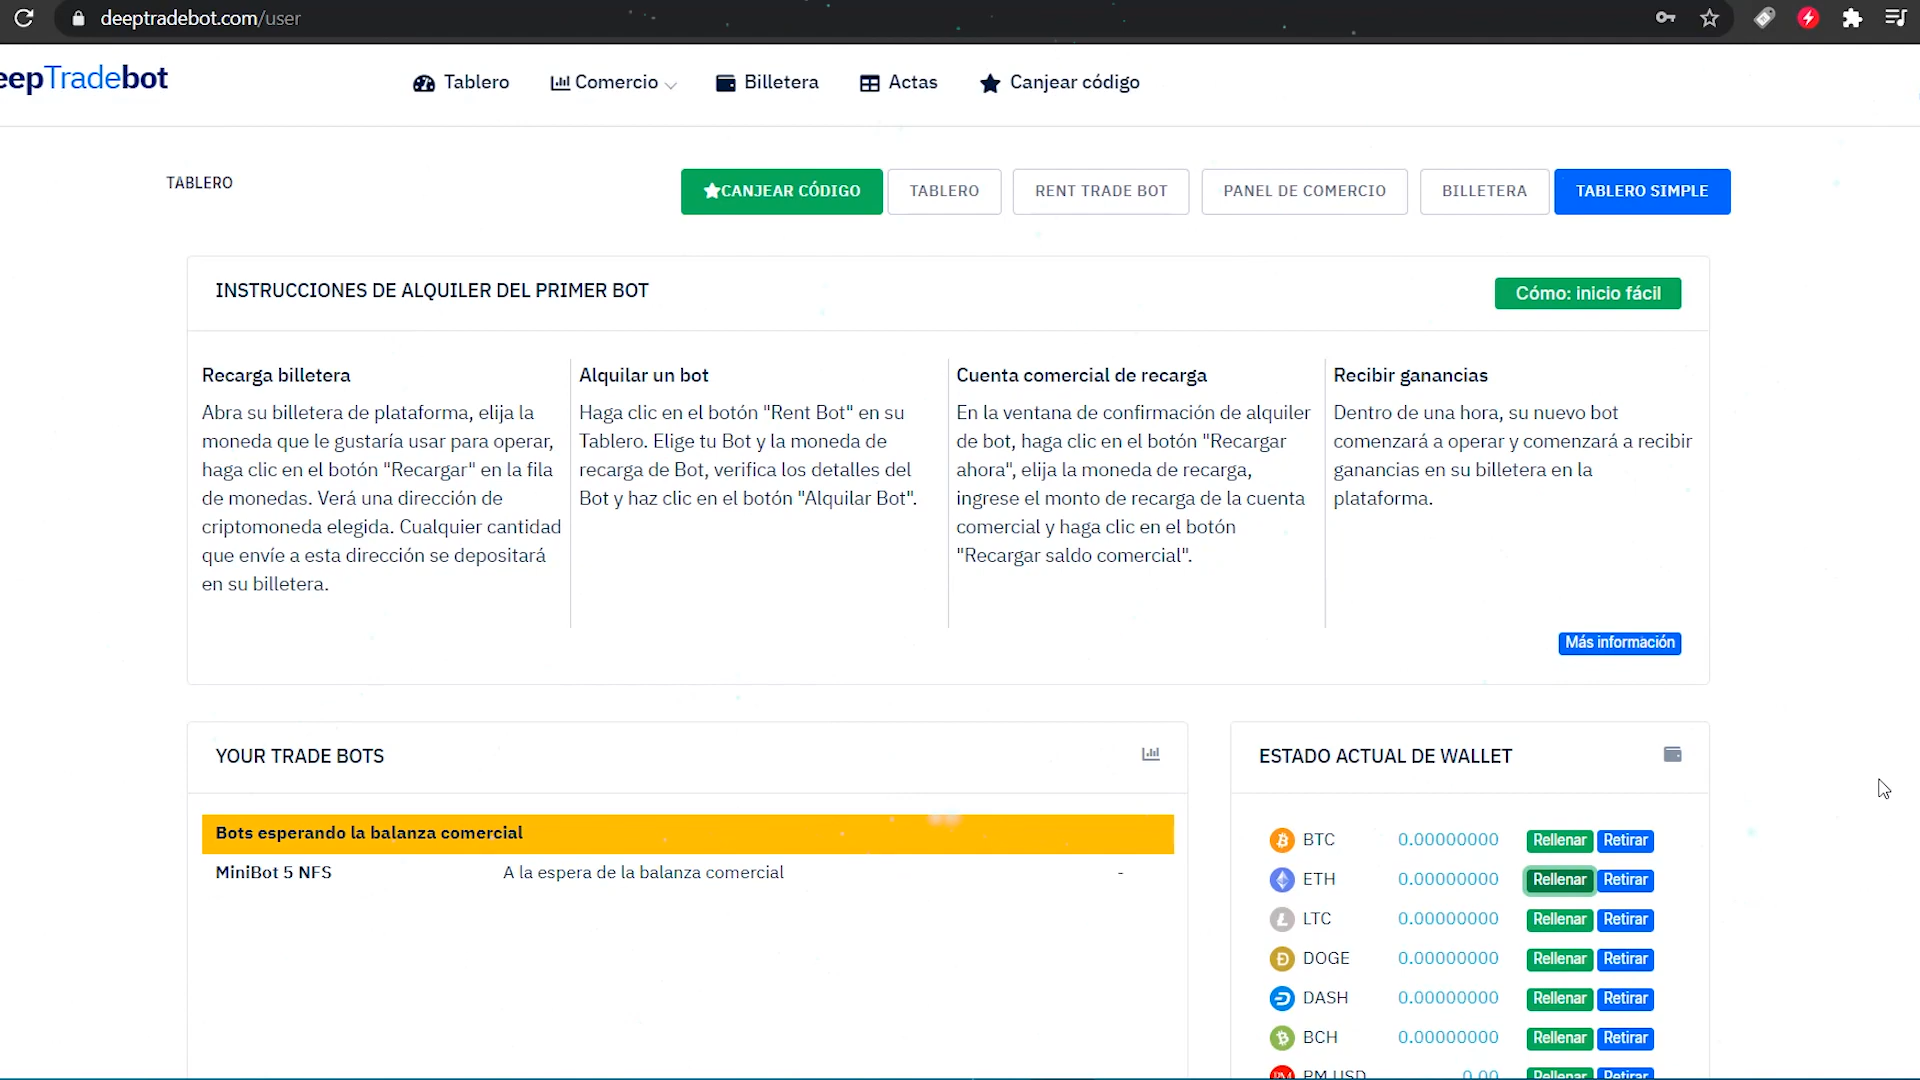 deeptradebot.com/user
eepTradebot
Tablero
Comercio
Billetera
Actas
Canjear código
TABLERO
CANJEAR CÓDIGO
TABLERO
RENT TRADE BOT
PANEL DE COMERCIO
BILLETERA
TABLERO SIMPLE
INSTRUCCIONES DE ALQUILER DEL PRIMER BOT
Cómo: inicio fácil
Recarga billetera
Abra su billetera de plataforma, elija la
moneda que le gustaría usar para operar,
haga clic en el botón "Recargar" en la fila
de monedas. Verá una dirección de
criptomoneda elegida. Cualquier cantidad
que envíe a esta dirección se depositará
en su billetera.
Alquilar un bot
Haga clic en el botón "Rent Bot" en su
Tablero. Elige tu Bot y la moneda de
recarga de Bot, verifica los detalles del
Bot y haz clic en el botón "Alquilar Bot".
Cuenta comercial de recarga
En la ventana de confirmación de alquiler
de bot, haga clic en el botón "Recargar
ahora", elija la moneda de recarga,
ingrese el monto de recarga de la cuenta
comercial y haga clic en el botón
"Recargar saldo comercial".
Recibir ganancias
Dentro de una hora, su nuevo bot
comenzará a operar y comenzará a recibir
ganancias en su billetera en la
plataforma.
Más información
YOUR TRADE BOTS
Bots esperando la balanza comercial
MiniBot 5 NFS A la espera de la balanza comercial -
ESTADO ACTUAL DE WALLET
BTC 0.00000000 Rellenar Retirar
ETH 0.00000000 Rellenar Retirar
LTC 0.00000000 Rellenar Retirar
DOGE 0.00000000 Rellenar Retirar
DASH 0.00000000 Rellenar Retirar
BCH 0.00000000 Rellenar Retirar
PM USD 0.00 Rellenar Retirar